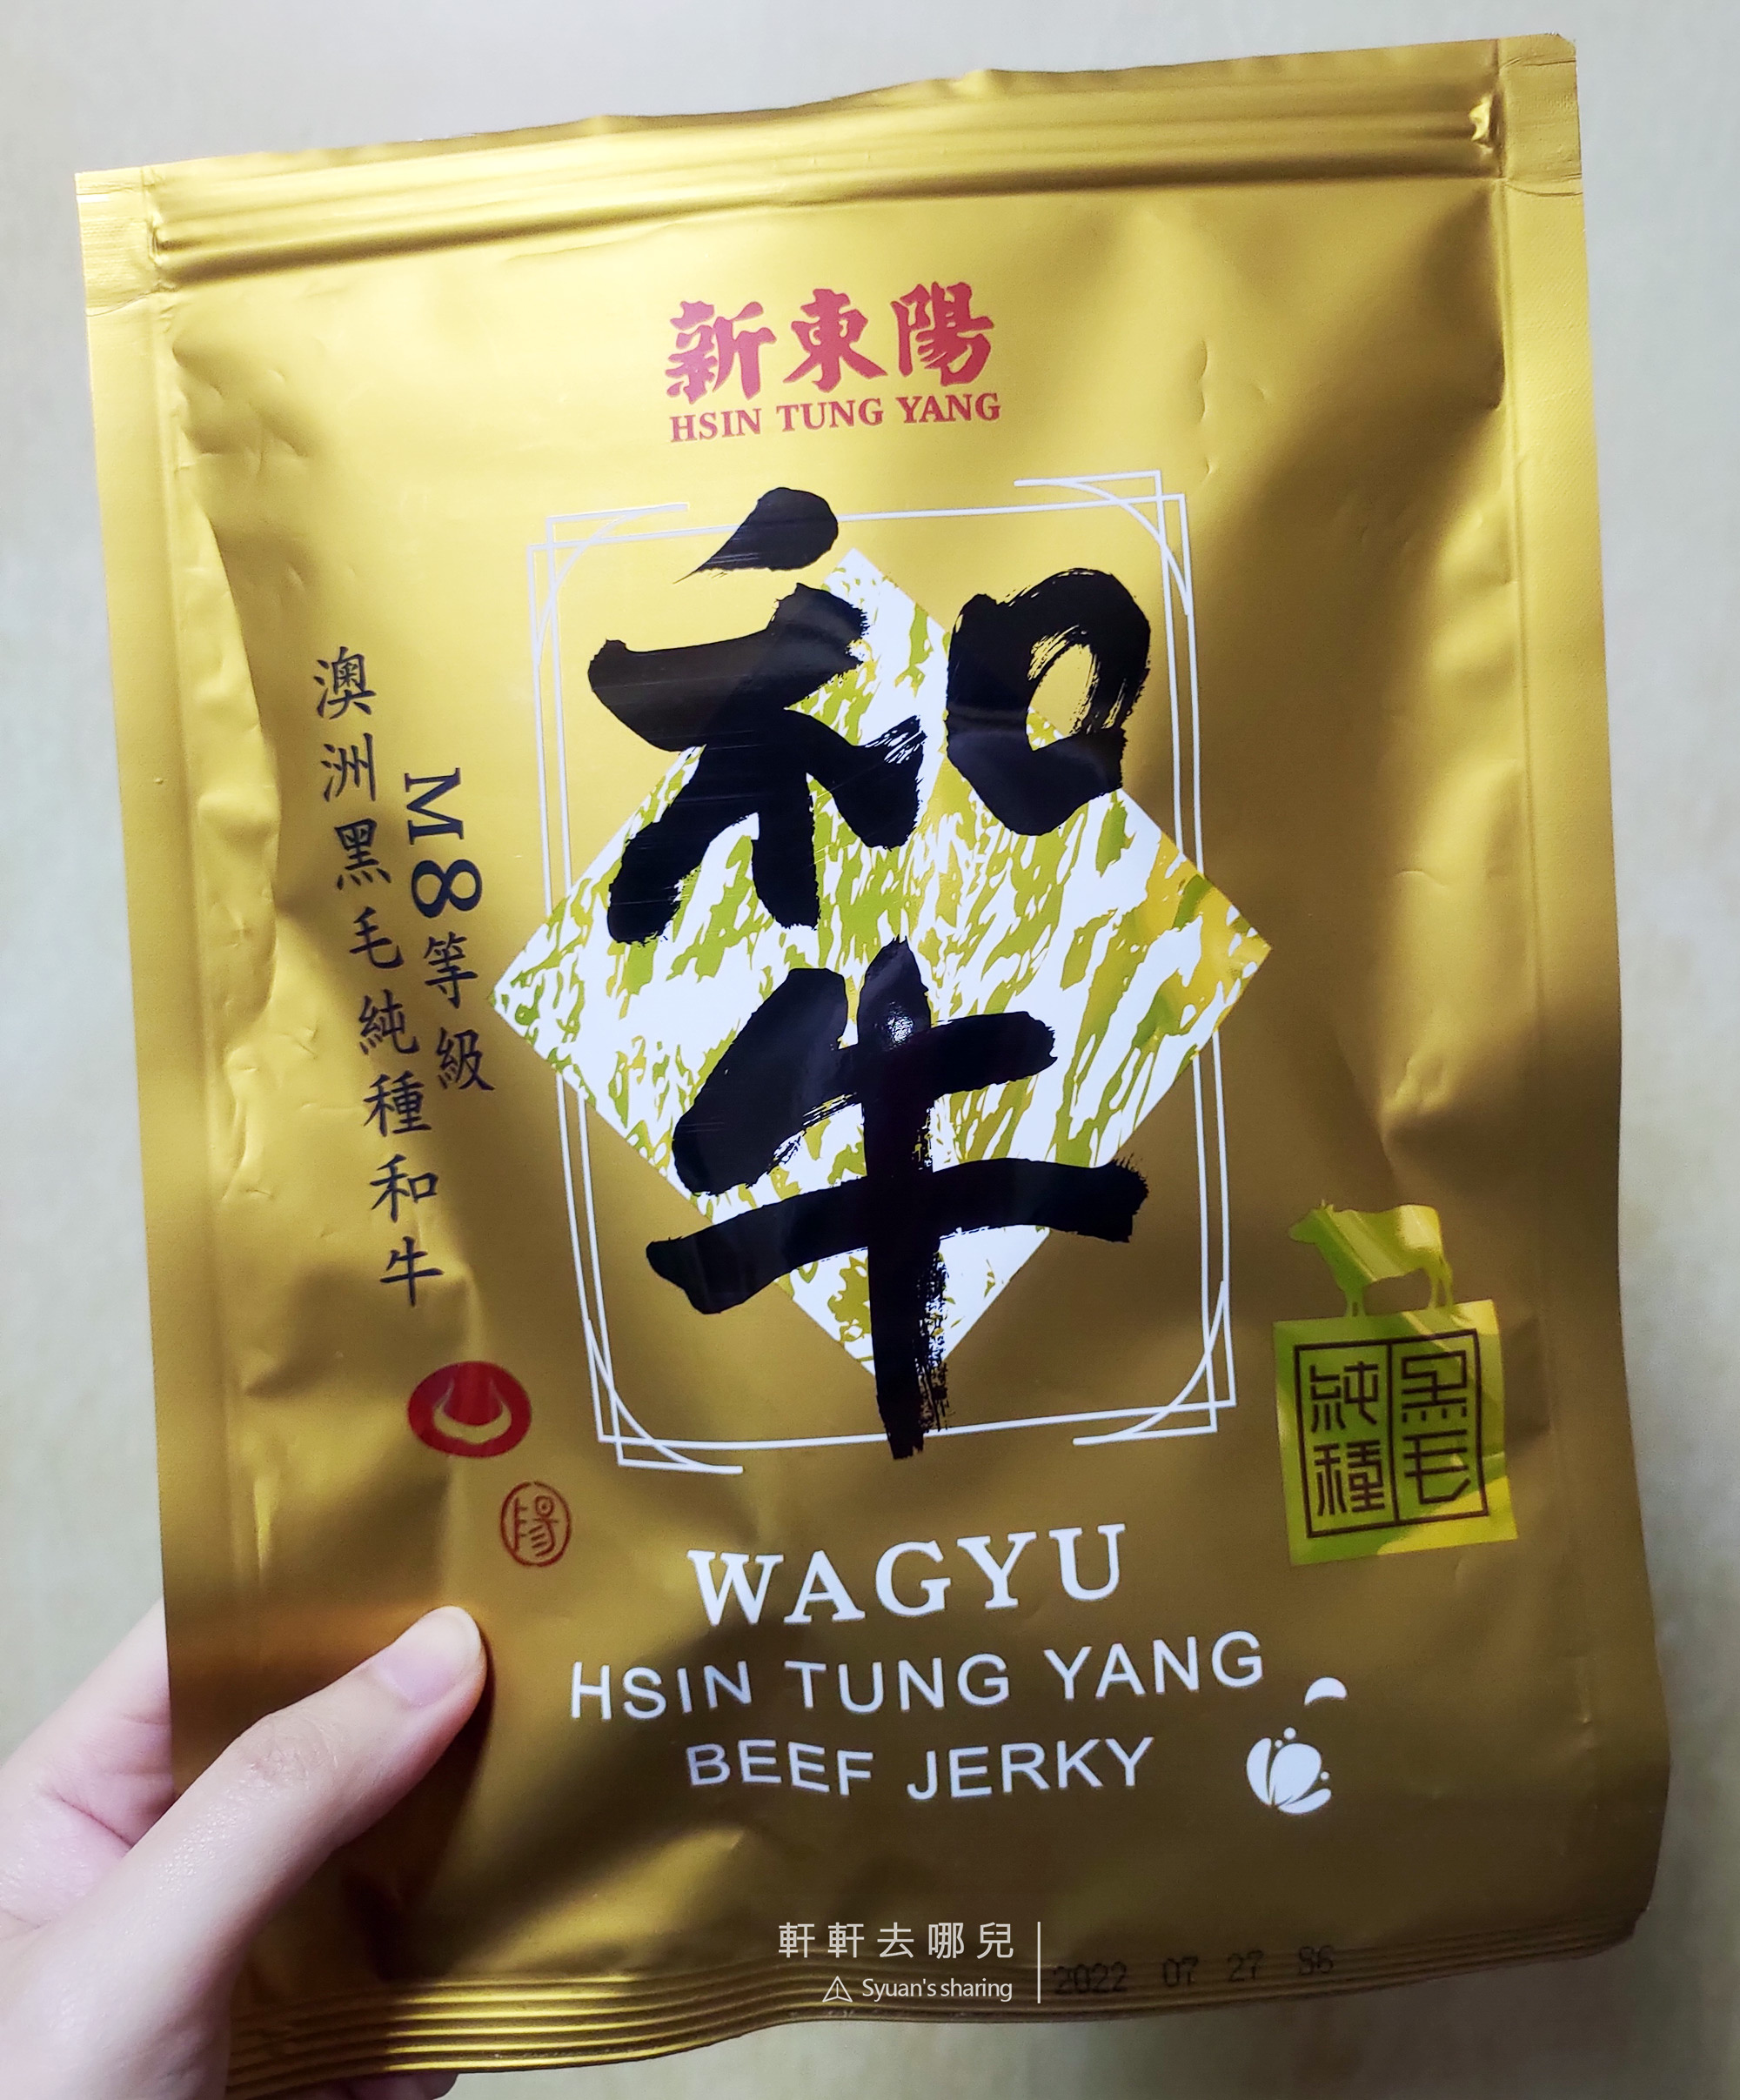 新東陽
HSIN TUNG YANG
和牛
M8等級
澳洲黑毛純種和牛
黑毛
純種
陽
WAGYU
HSIN TUNG YANG
BEEF JERKY
軒軒去哪兒
Syuan's sharing
2022 07 27 86